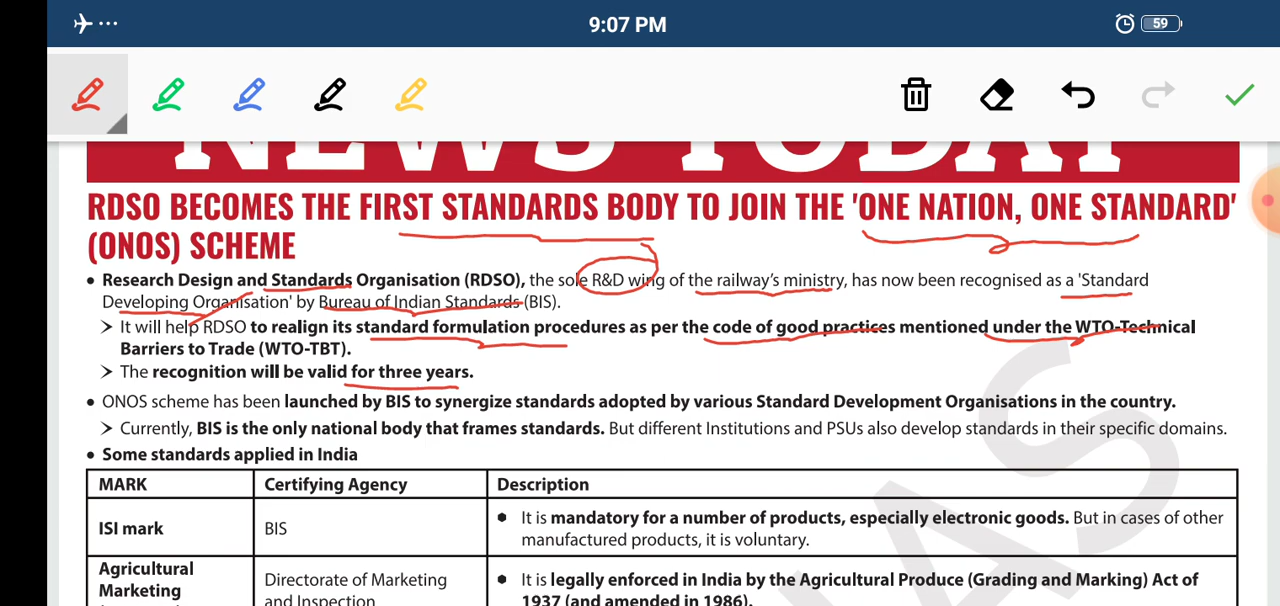 9:07 PM
59
NEWS TODAY
RDSO BECOMES THE FIRST STANDARDS BODY TO JOIN THE 'ONE NATION, ONE STANDARD'
(ONOS) SCHEME
• Research Design and Standards Organisation (RDSO), the sole R&D wing of the railway's ministry, has now been recognised as a 'Standard
Developing Organisation' by Bureau of Indian Standards (BIS).
➢ It will help RDSO to realign its standard formulation procedures as per the code of good practices mentioned under the WTO-Technical
Barriers to Trade (WTO-TBT).
➢ The recognition will be valid for three years.
• ONOS scheme has been launched by BIS to synergize standards adopted by various Standard Development Organisations in the country.
➢ Currently, BIS is the only national body that frames standards. But different Institutions and PSUs also develop standards in their specific domains.
• Some standards applied in India
MARK Certifying Agency Description
ISI mark BIS • It is mandatory for a number of products, especially electronic goods. But in cases of other
manufactured products, it is voluntary.
Agricultural
Marketing
Directorate of Marketing
and Inspection
• It is legally enforced in India by the Agricultural Produce (Grading and Marking) Act of
1937 (and amended in 1986).